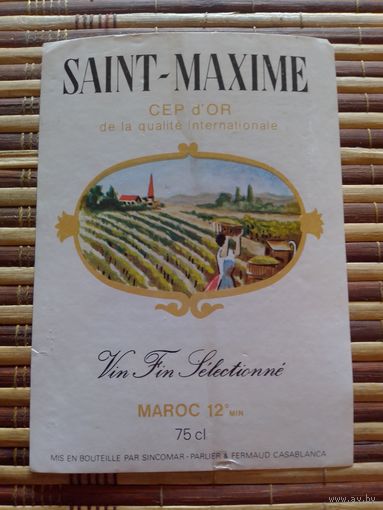 SAINT-MAXIME
CEP d'OR
de la qualité internationale
Vin Fin Sélectionné
MAROC 12° MIN
75 cl
MIS EN BOUTEILLE PAR SINCOMAR - PARLIER & FERMAUD CASABLANCA
www.av.by